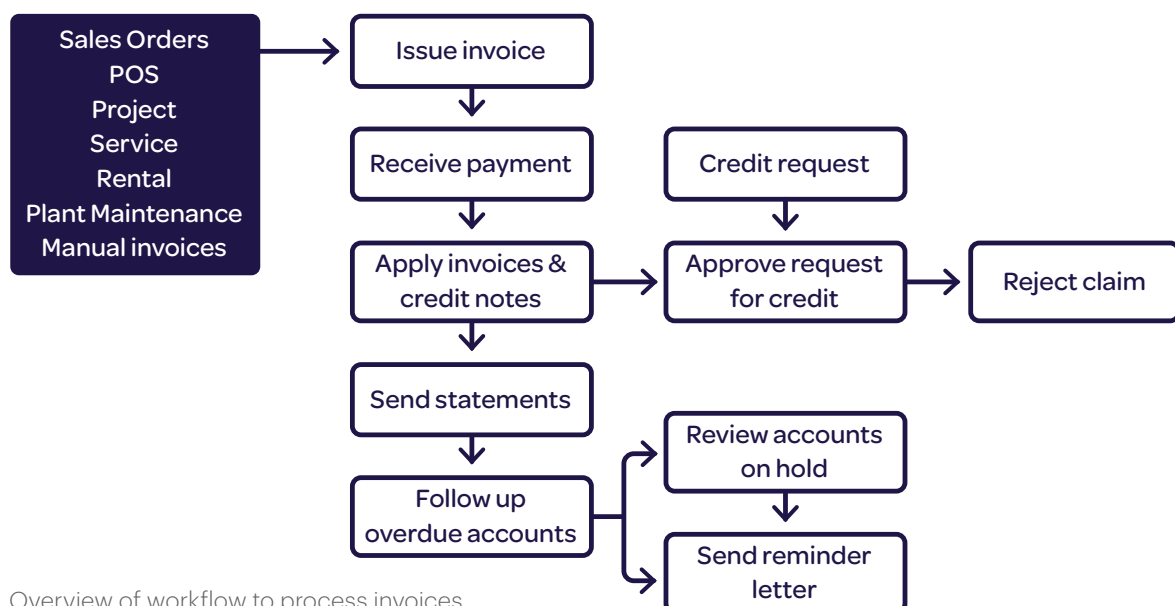 Sales Orders
POS
Project
Service
Rental
Plant Maintenance
Manual invoices
Issue invoice
Receive payment
Credit request
Apply invoices &
credit notes
Approve request
for credit
Reject claim
Send statements
Review accounts
on hold
Follow up
overdue accounts
Send reminder
letter
Overview of workflow to process invoices